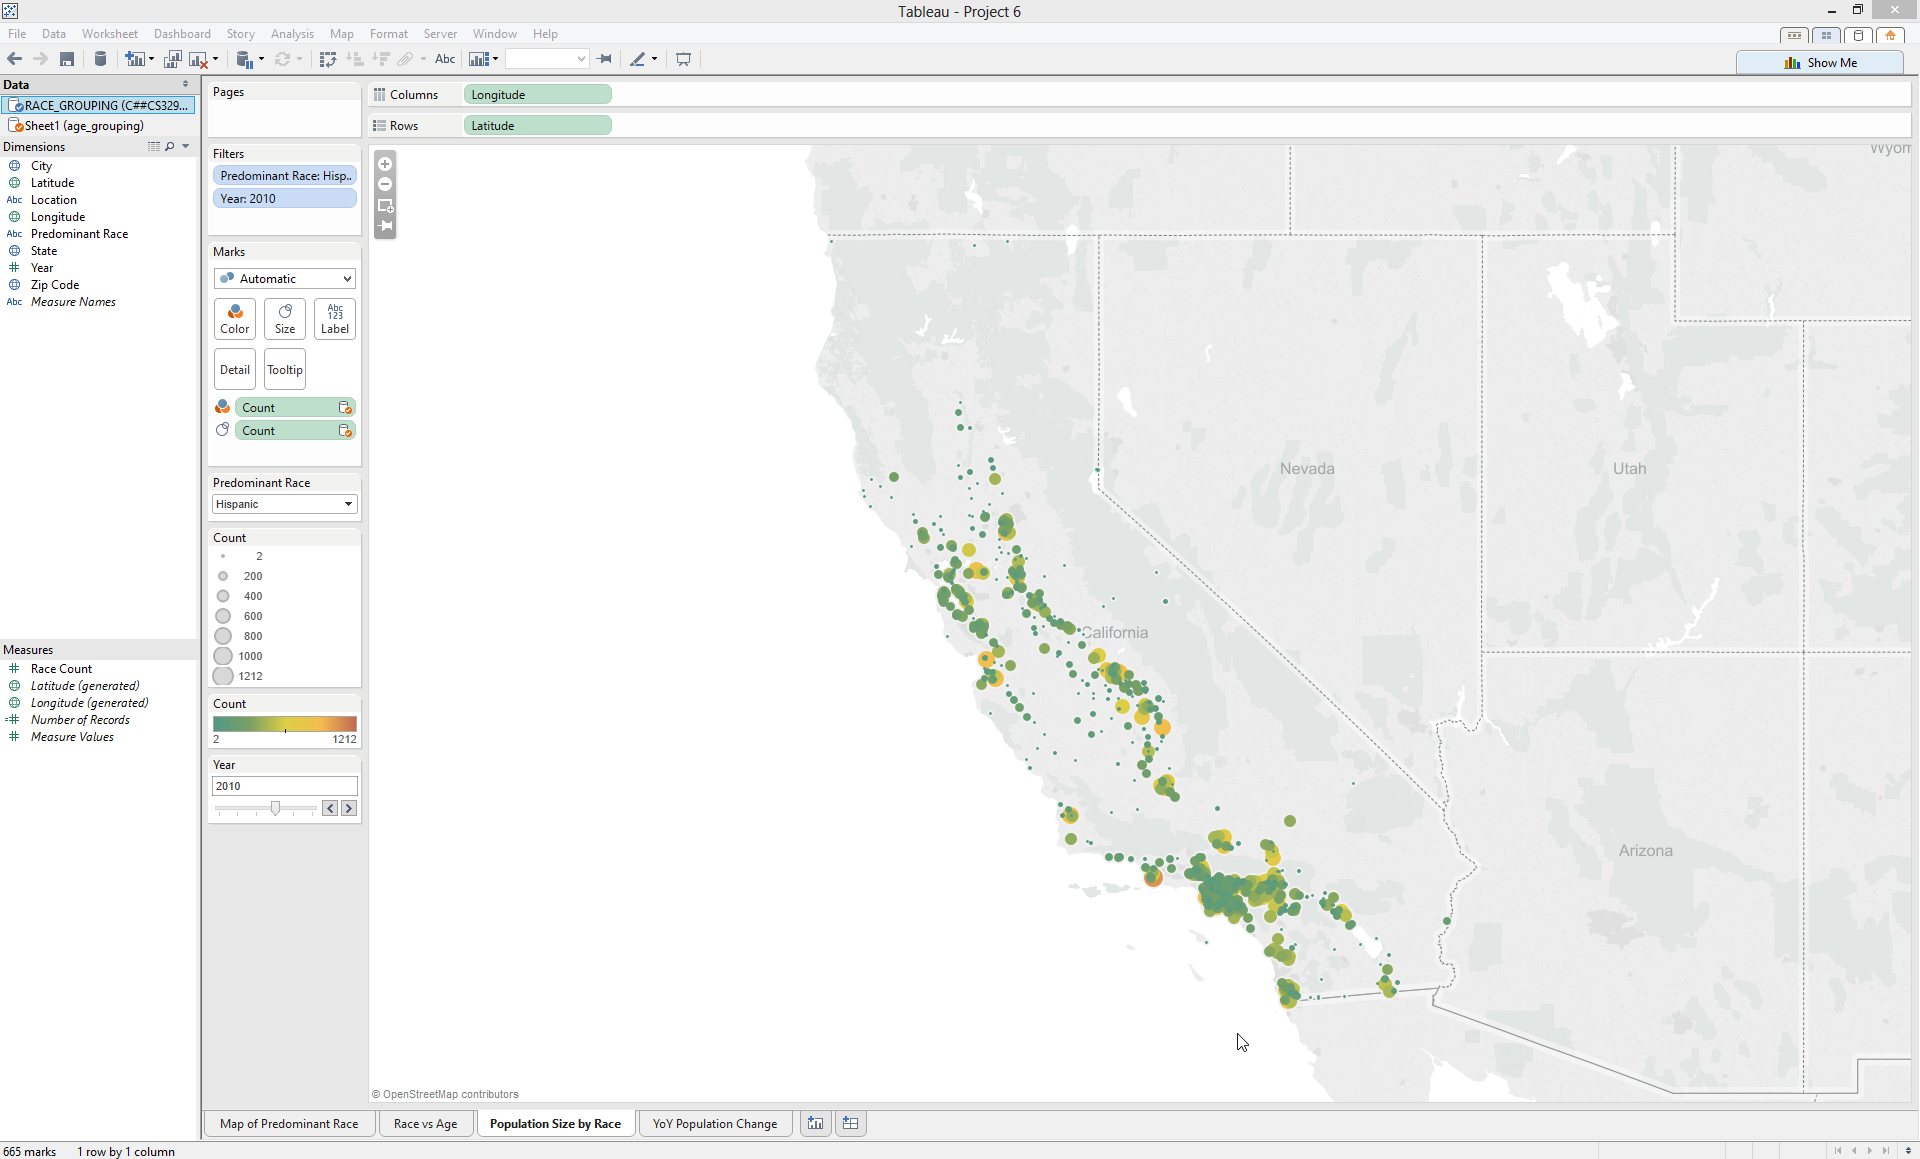 Tableau - Project 6
File Data Worksheet Dashboard Story Analysis Map Format Server Window Help
Abc
Show Me
Data
RACE_GROUPING (C##CS329...
Sheet1 (age_grouping)
Dimensions
City
Latitude
Abc Location
Longitude
Abc Predominant Race
State
# Year
Zip Code
Abc Measure Names
Measures
# Race Count
Latitude (generated)
Longitude (generated)
=# Number of Records
# Measure Values
Pages
Filters
Predominant Race: Hisp..
Year: 2010
Marks
Automatic
Color
Size
Abc
123
Label
Detail
Tooltip
Count
Count
Predominant Race
Hispanic
Count
2
200
400
600
800
1000
1212
Count
2 1212
Year
2010
Columns Longitude
Rows Latitude
Wyom
Nevada
Utah
California
Arizona
© OpenStreetMap contributors
Map of Predominant Race Race vs Age Population Size by Race YoY Population Change
665 marks 1 row by 1 column